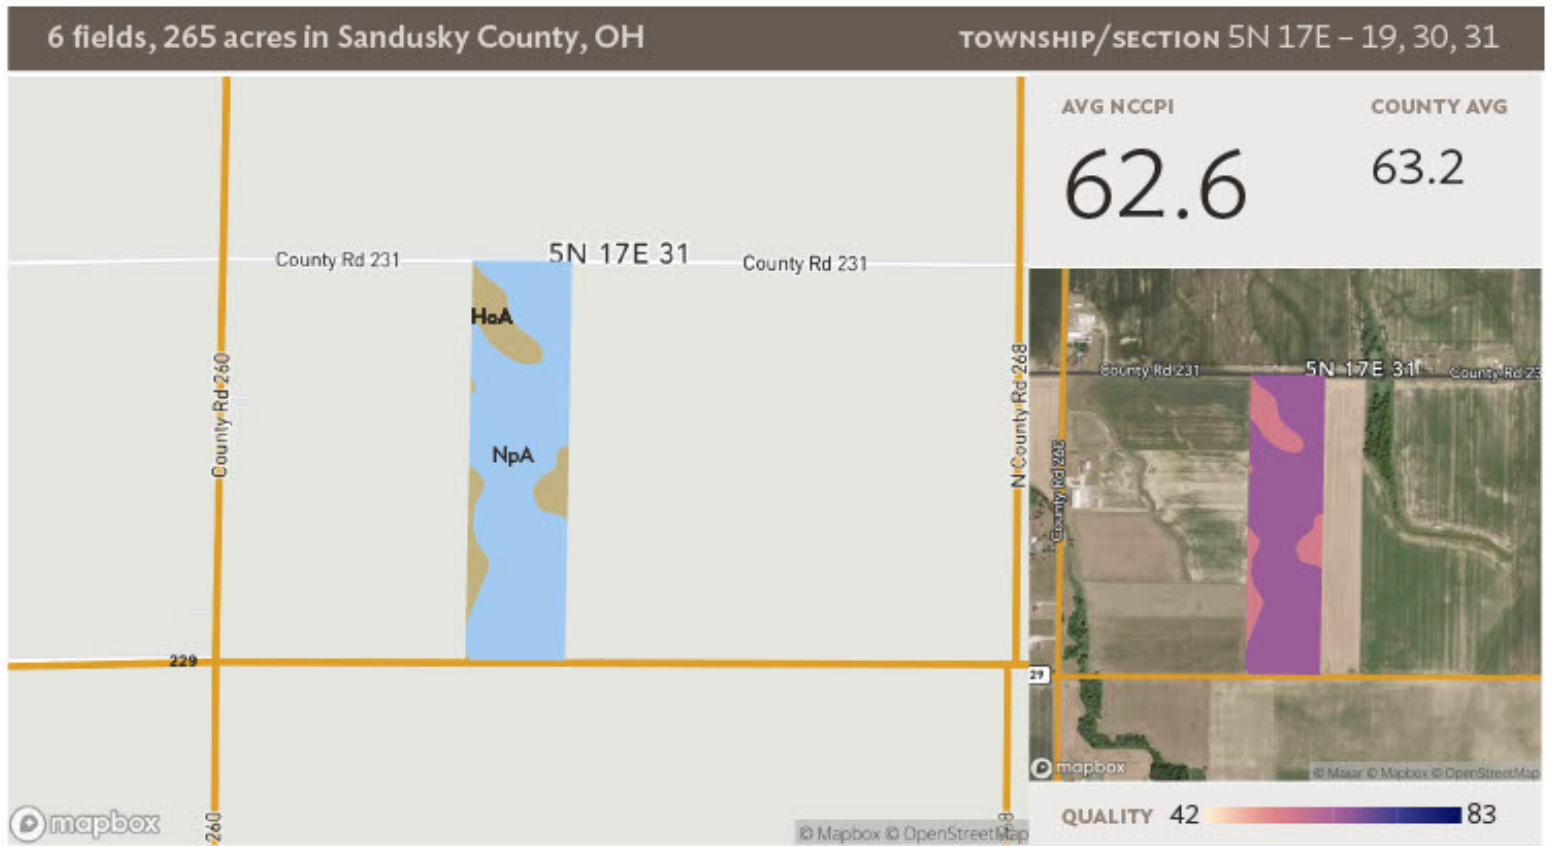 6 fields, 265 acres in Sandusky County, OH
TOWNSHIP/SECTION 5N 17E – 19, 30, 31
AVG NCCPI
COUNTY AVG
62.6
63.2
5N 17E 31
County Rd 231
County Rd 231
HoA
County Rd 260
N County Rd 268
NpA
229
260
68
mapbox
© Mapbox © OpenStreetMap
County Rd 231
5N 17E 31
County Rd 23
County Rd 260
29
mapbox
© Maxar © Mapbox © OpenStreetMap
QUALITY 42
83